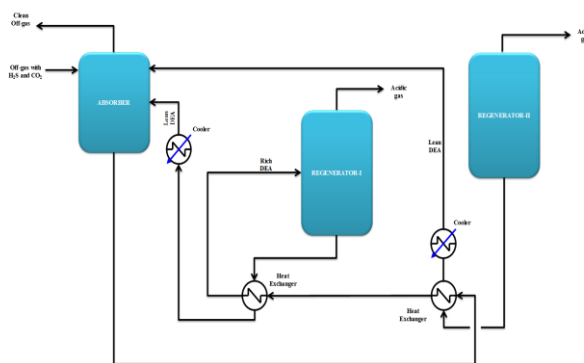 Clean
Off-gas
Off-gas with
H₂S and CO₂
ABSORBER
Lean
DEA
Cooler
Rich
DEA
Acific
gas
REGENERATOR-I
Heat
Exchanger
Lean
DEA
Cooler
Heat
Exchanger
REGENERATOR-II